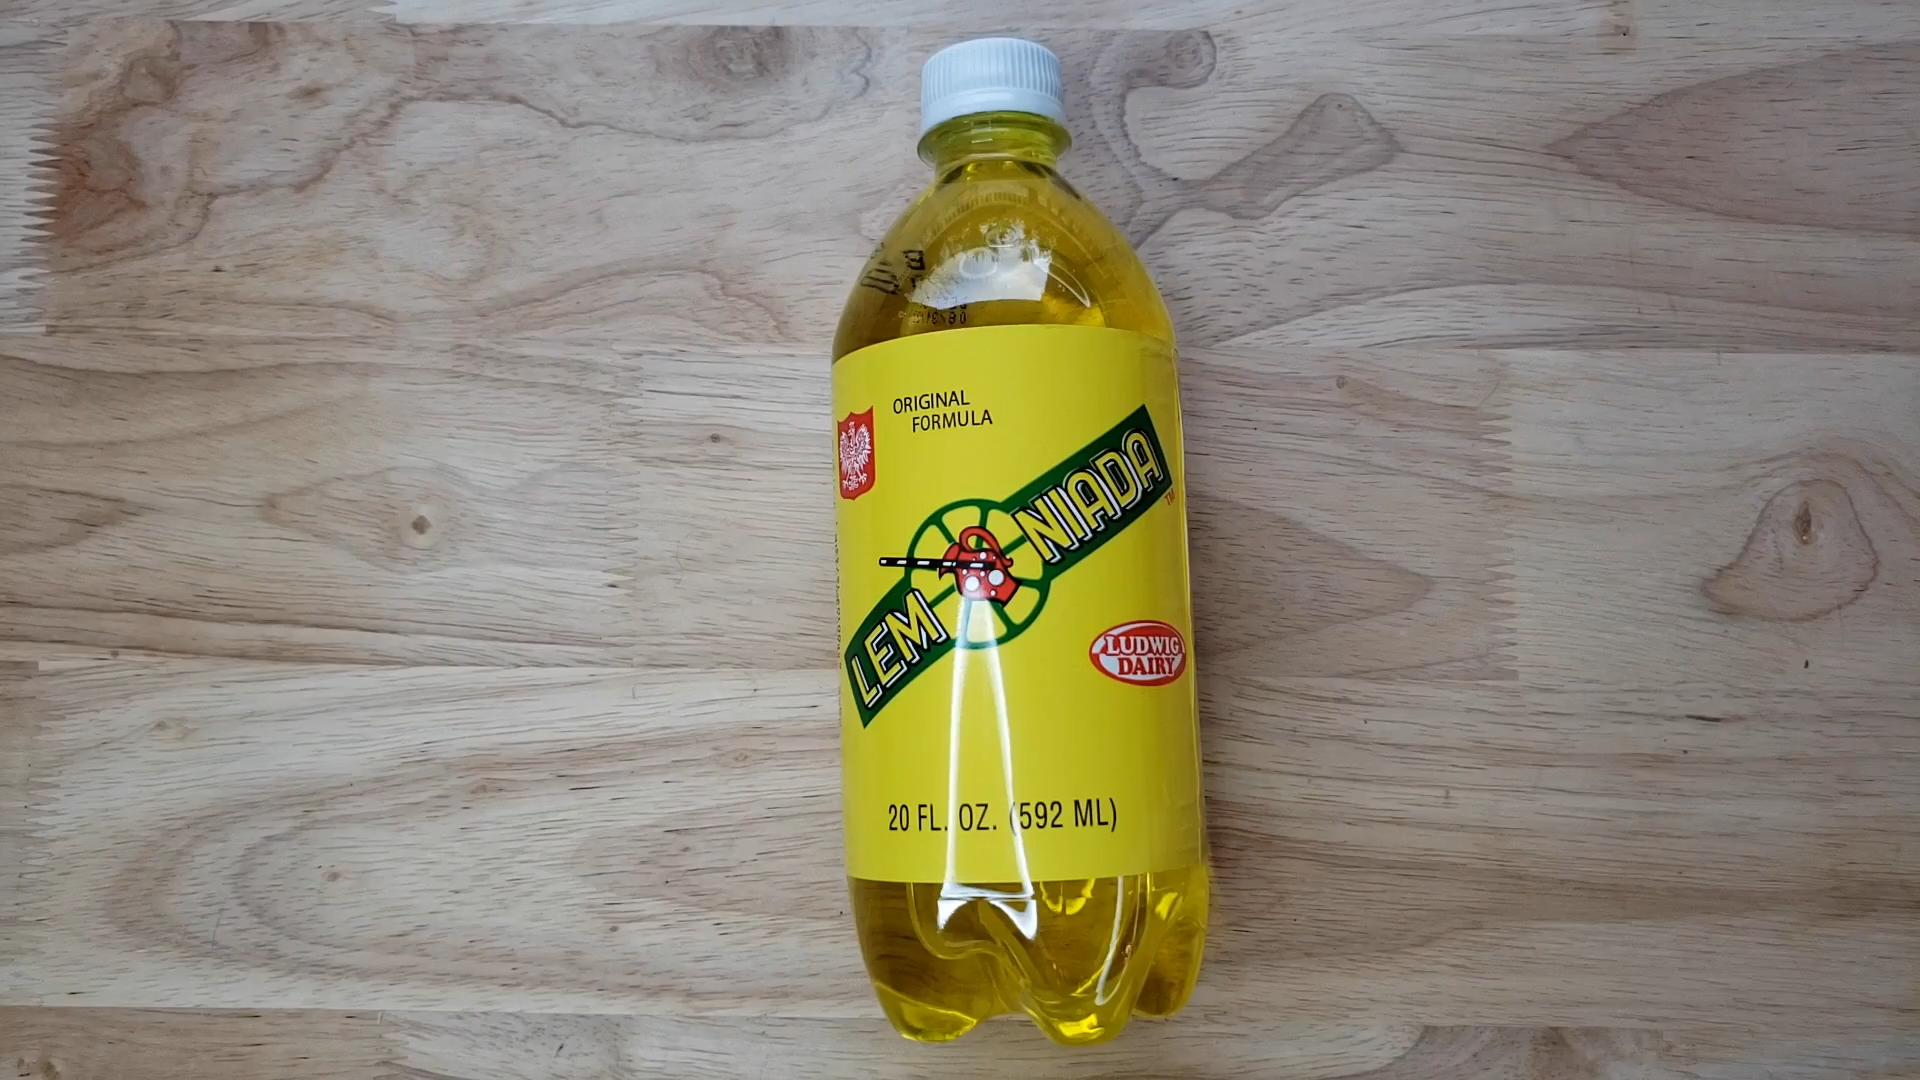 ORIGINAL
FORMULA
LEM NIADA
TM
LUDWIG
DAIRY
20 FL. OZ. (592 ML)